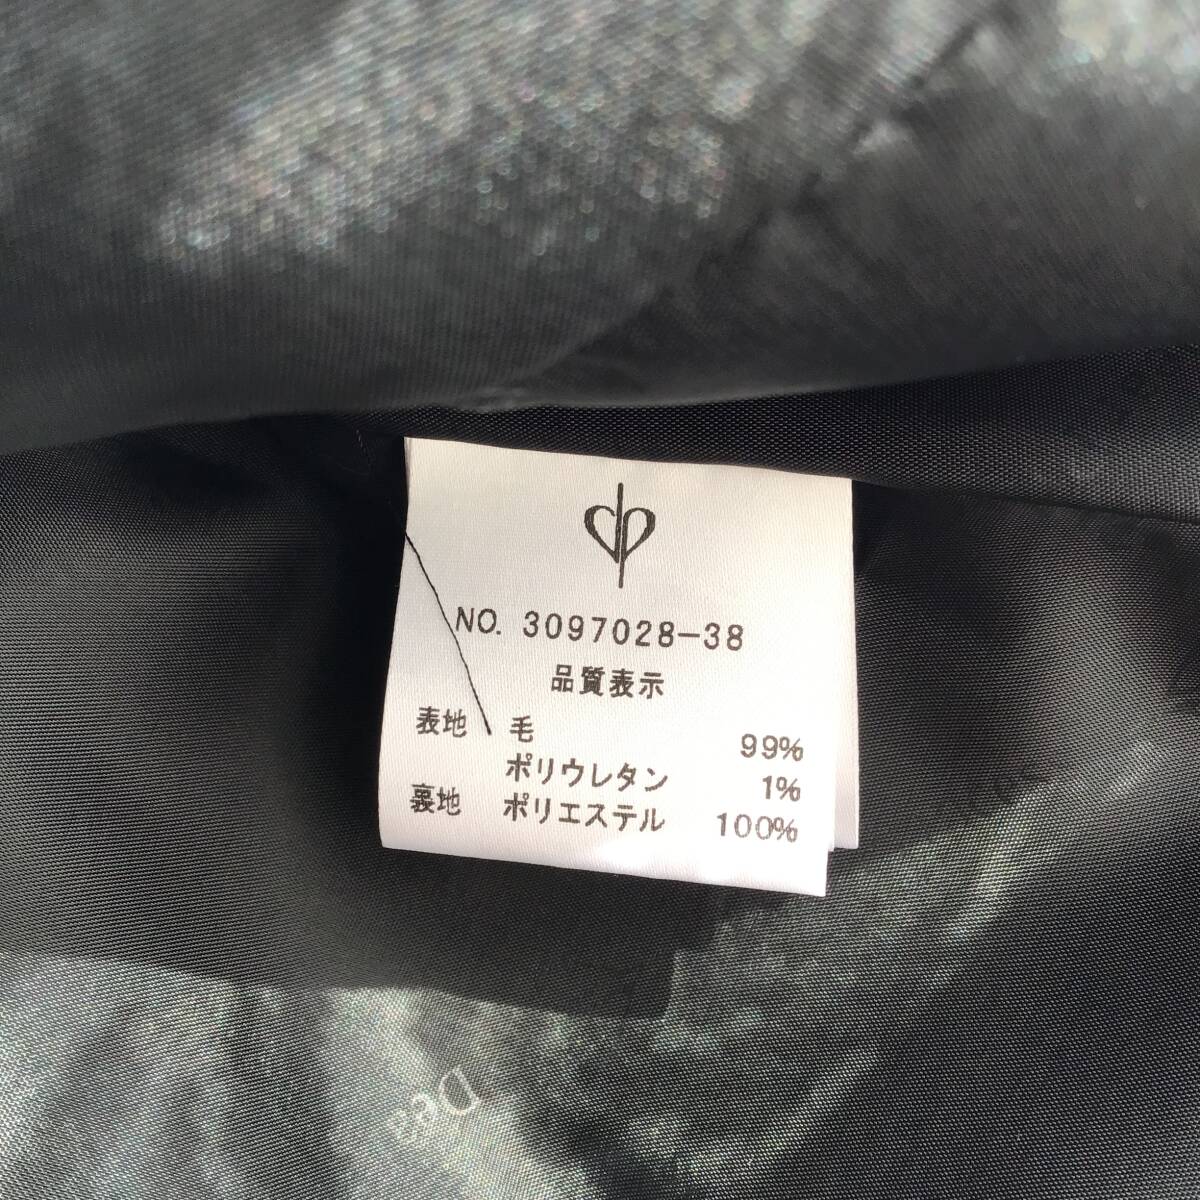 NO. 3097028-38
品質表示
表地 毛 99%
ポリウレタン 1%
裏地 ポリエステル 100%
Des